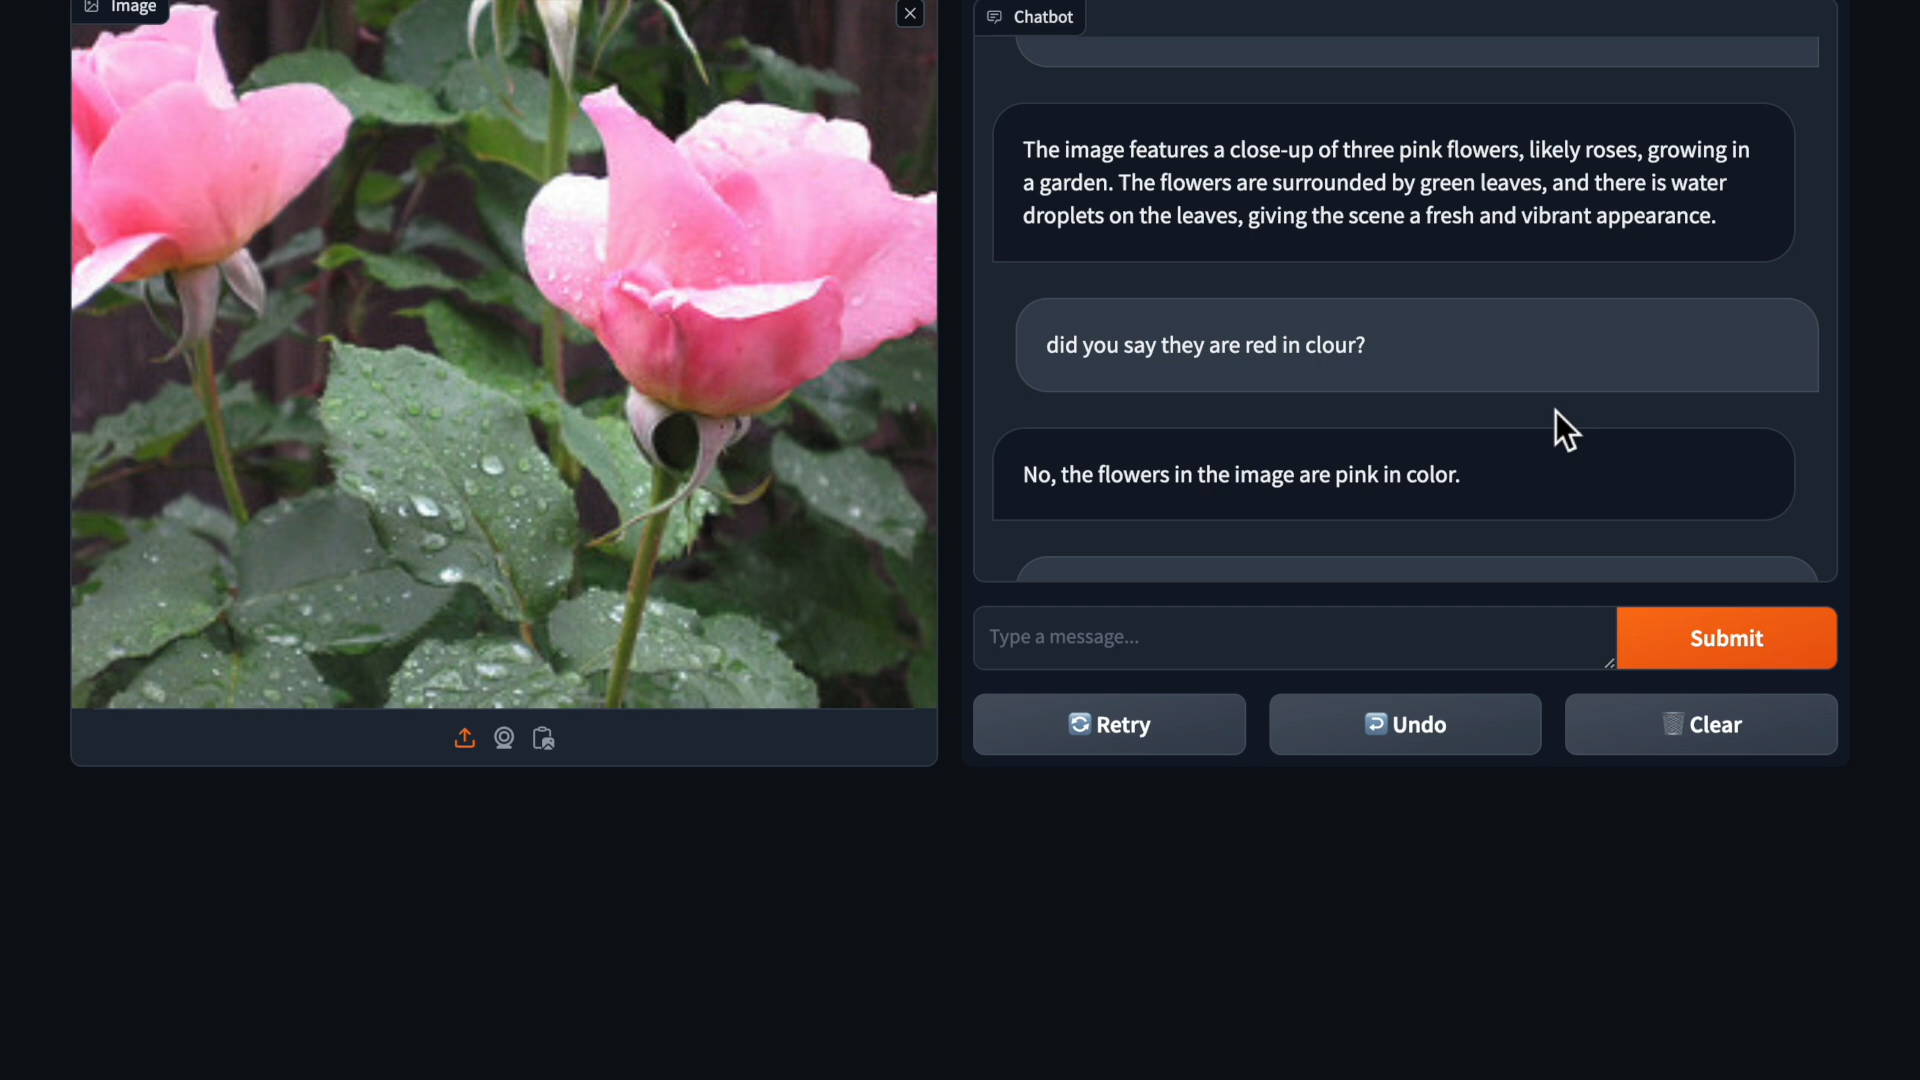 Image
Chatbot
The image features a close-up of three pink flowers, likely roses, growing in
a garden. The flowers are surrounded by green leaves, and there is water
droplets on the leaves, giving the scene a fresh and vibrant appearance.
did you say they are red in clour?
No, the flowers in the image are pink in color.
Type a message...
Submit
Retry
Undo
Clear